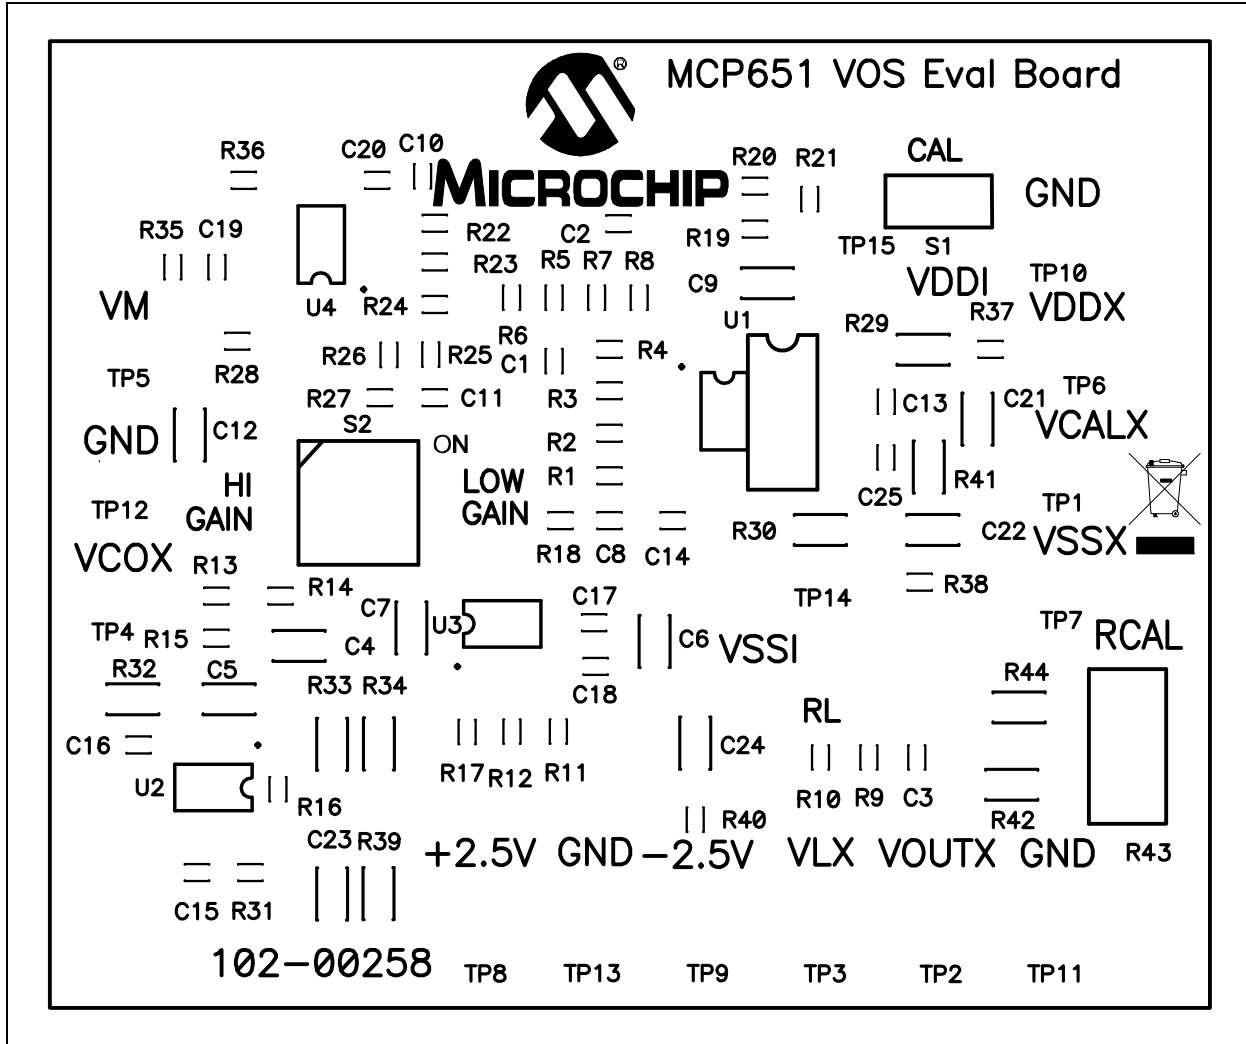 MCP651 VOS Eval Board
®
MICROCHIP
R36
C20
C10
R20
R21
CAL
GND
R35
C19
R22
C2
R19
TP15
S1
R23
R5
R7
R8
C9
VDDI
TP10
VM
U4
R24
U1
VDDX
R29
R37
R6
R26
R25
C1
R4
R28
TP5
R27
C11
R3
C13
C21
TP6
S2
VCALX
GND
C12
ON
R2
HI
GAIN
LOW
GAIN
R1
C25
R41
TP12
TP1
VCOX
R18
C8
C14
R30
C22
VSSX
R13
R14
R38
C7
C17
TP14
TP4
R15
C4
U3
C6
VSSI
TP7
RCAL
R32
C5
R33
R34
C18
R44
RL
C16
C24
R17
R12
R11
U2
R16
R10
R9
C3
R40
R42
C23
R39
+2.5V
GND
-2.5V
VLX
VOUTX
GND
R43
C15
R31
102-00258
TP8
TP13
TP9
TP3
TP2
TP11